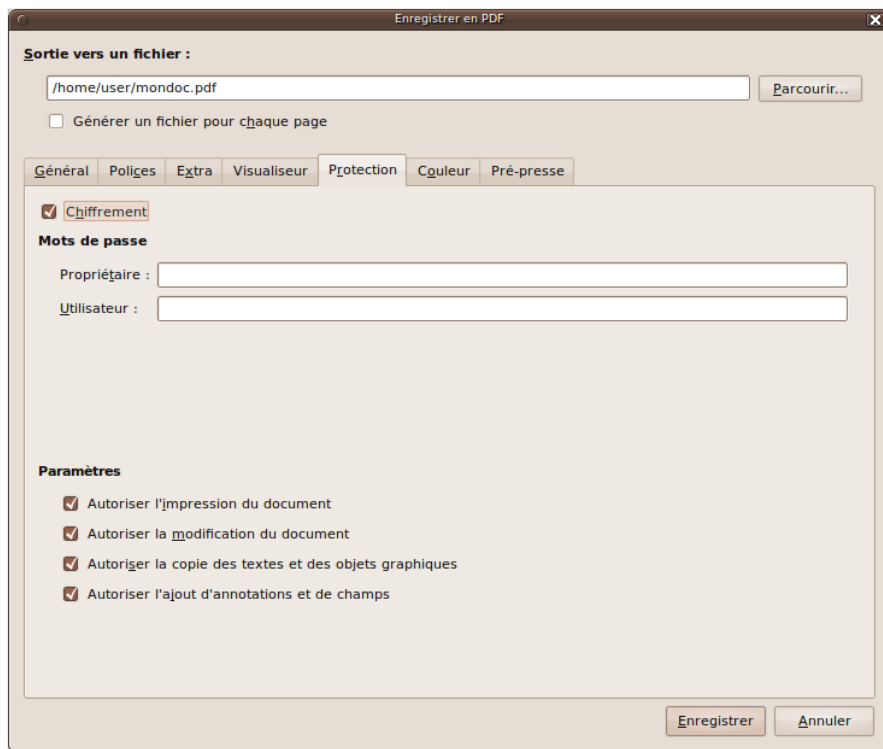 Enregistrer en PDF
Sortie vers un fichier :
/home/user/mondoc.pdf
Parcourir...
Générer un fichier pour chaque page
Général Polices Extra Visualiseur Protection Couleur Pré-presse
Chiffrement
Mots de passe
Propriétaire :
Utilisateur :
Paramètres
Autoriser l'impression du document
Autoriser la modification du document
Autoriser la copie des textes et des objets graphiques
Autoriser l'ajout d'annotations et de champs
Enregistrer Annuler